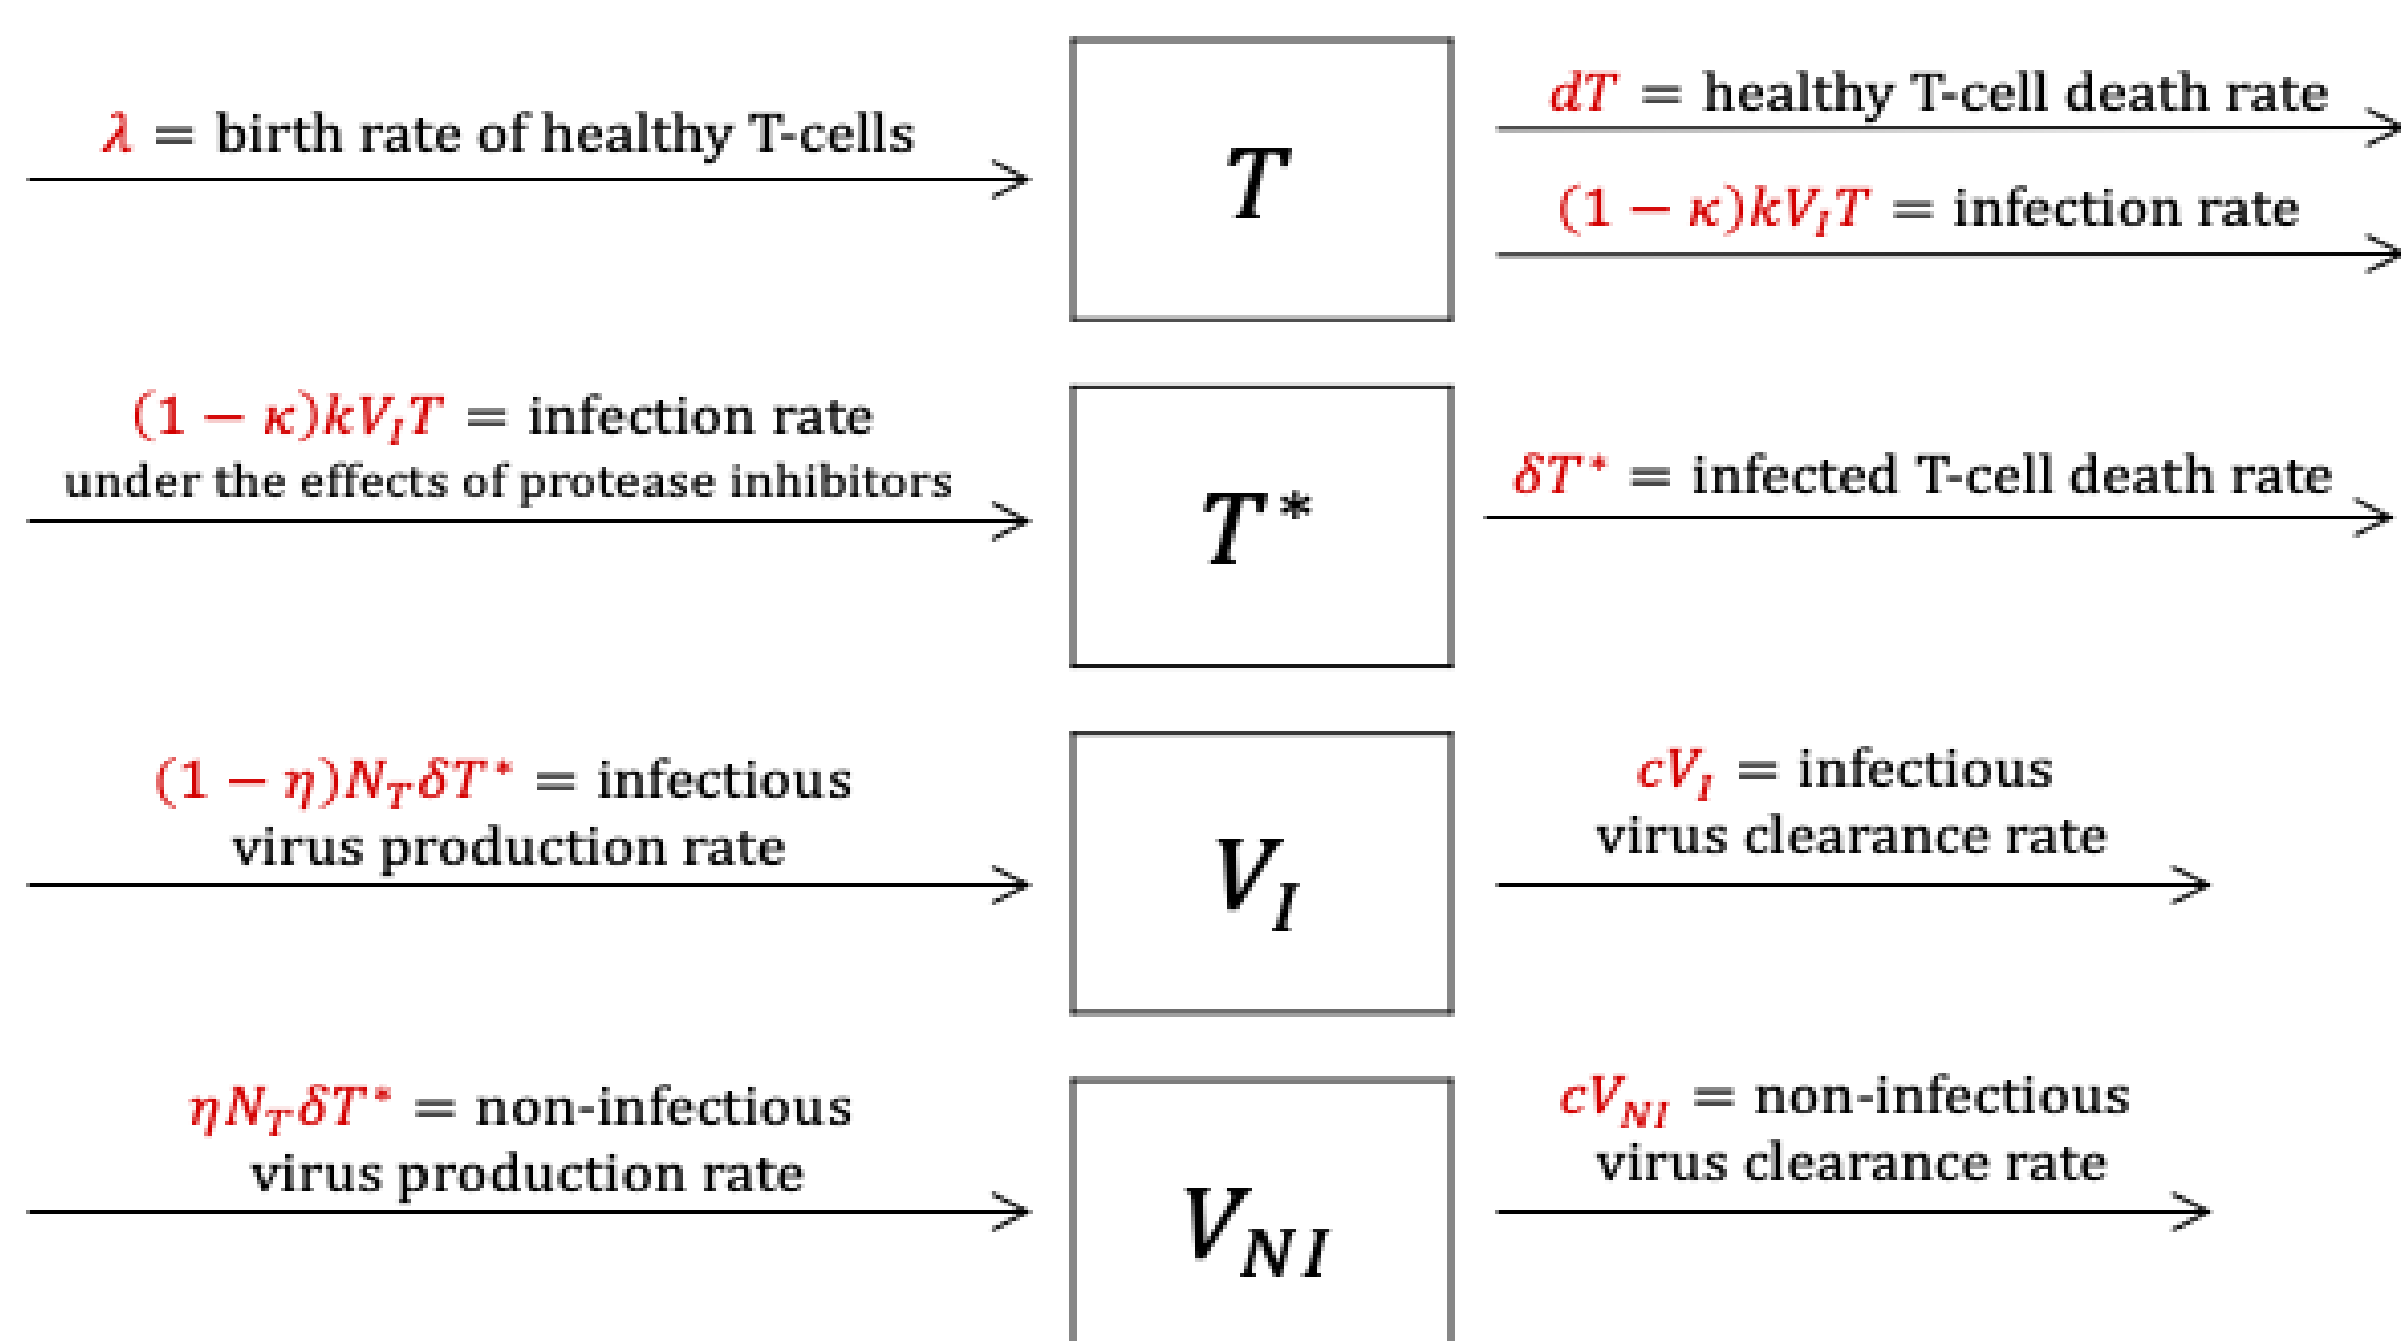 λ = birth rate of healthy T-cells
T
dT = healthy T-cell death rate
(1 − κ)kV_I T = infection rate
(1 − κ)kV_I T = infection rate
under the effects of protease inhibitors
T*
δT* = infected T-cell death rate
(1 − η)N_T δT* = infectious
virus production rate
V_I
cV_I = infectious
virus clearance rate
ηN_T δT* = non-infectious
virus production rate
V_NI
cV_NI = non-infectious
virus clearance rate